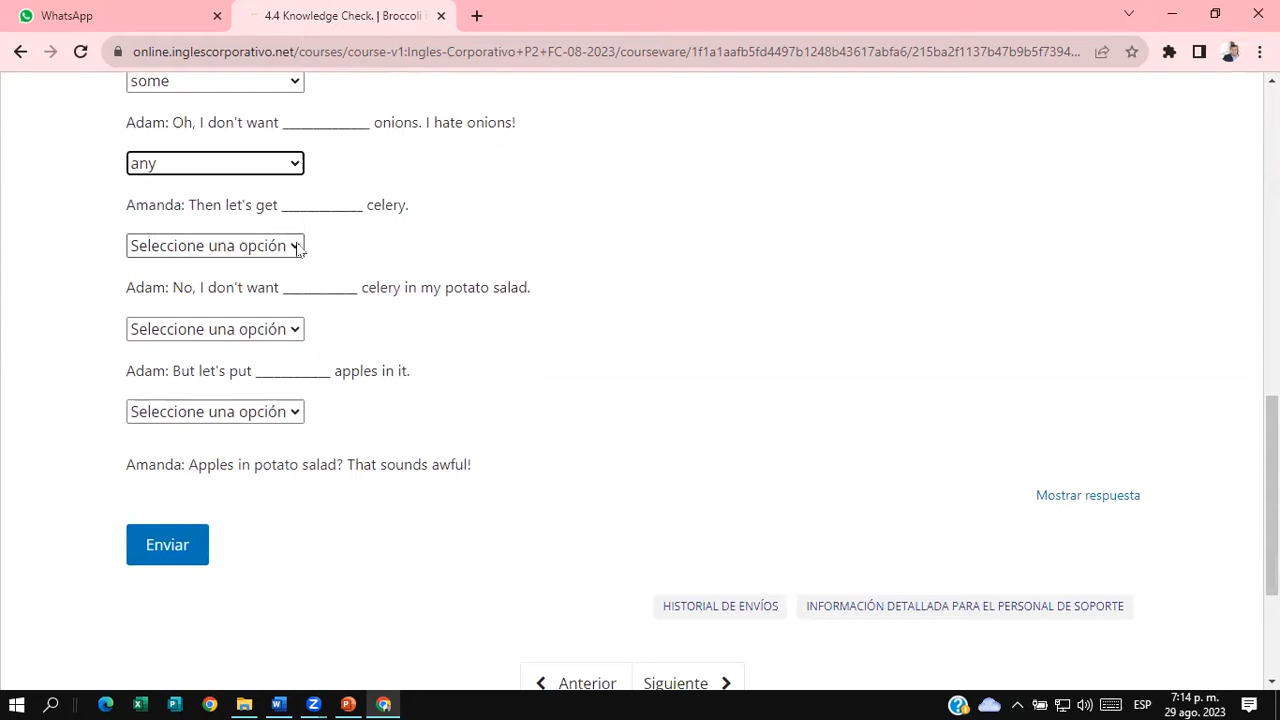 WhatsApp
4.4 Knowledge Check. | Broccoli
online.inglescorporativo.net/courses/course-v1:Ingles-Corporativo+P2+FC-08-2023/courseware/1f1a1aafb5fd4497b1248b43617abfa6/215ba2f1137b47b9b5f7394...
some
Adam: Oh, I don't want ____________ onions. I hate onions!
any
Amanda: Then let's get ___________ celery.
Seleccione una opción
Adam: No, I don't want __________ celery in my potato salad.
Seleccione una opción
Adam: But let's put __________ apples in it.
Seleccione una opción
Amanda: Apples in potato salad? That sounds awful!
Mostrar respuesta
Enviar
HISTORIAL DE ENVÍOS
INFORMACIÓN DETALLADA PARA EL PERSONAL DE SOPORTE
Anterior
Siguiente
ESP
7:14 p. m.
29 ago. 2023